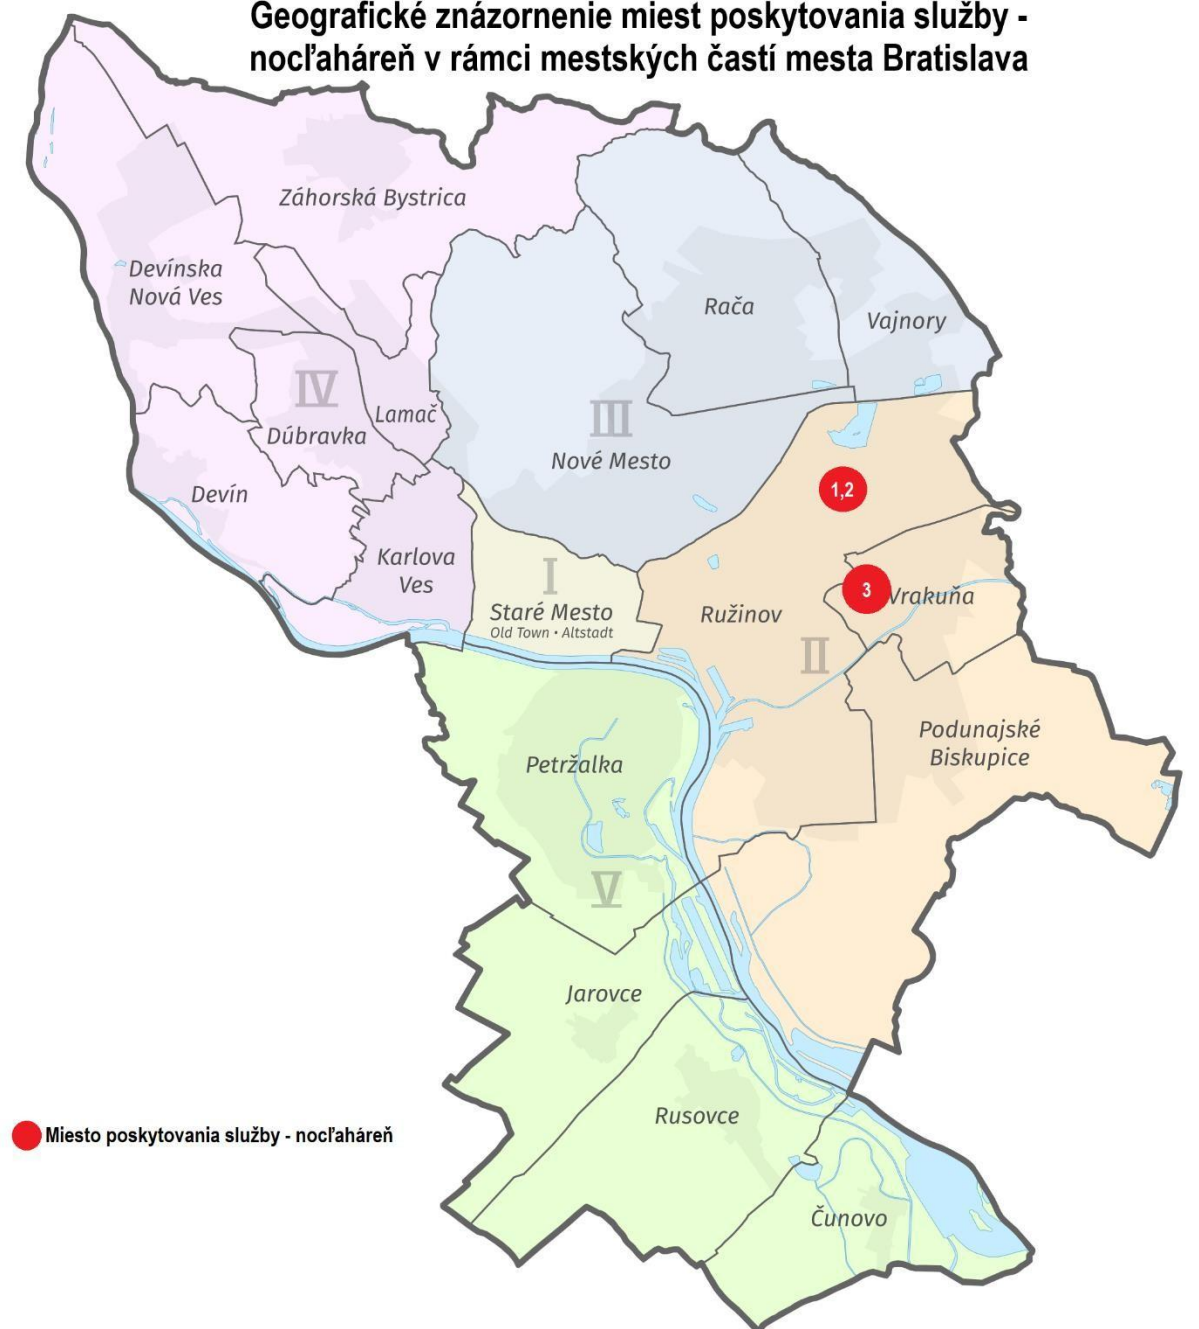 Geografické znázornenie miest poskytovania služby -
nocľaháreň v rámci mestských častí mesta Bratislava
Záhorská Bystrica
Devínska
Nová Ves
Rača
Vajnory
IV
Lamač
III
Dúbravka
Nové Mesto
Devín
1,2
Karlova
Ves
I
Staré Mesto
Old Town • Altstadt
3
Vrakuňa
Ružinov
II
Podunajské
Biskupice
Petržalka
V
Jarovce
Rusovce
Miesto poskytovania služby - nocľaháreň
Čunovo